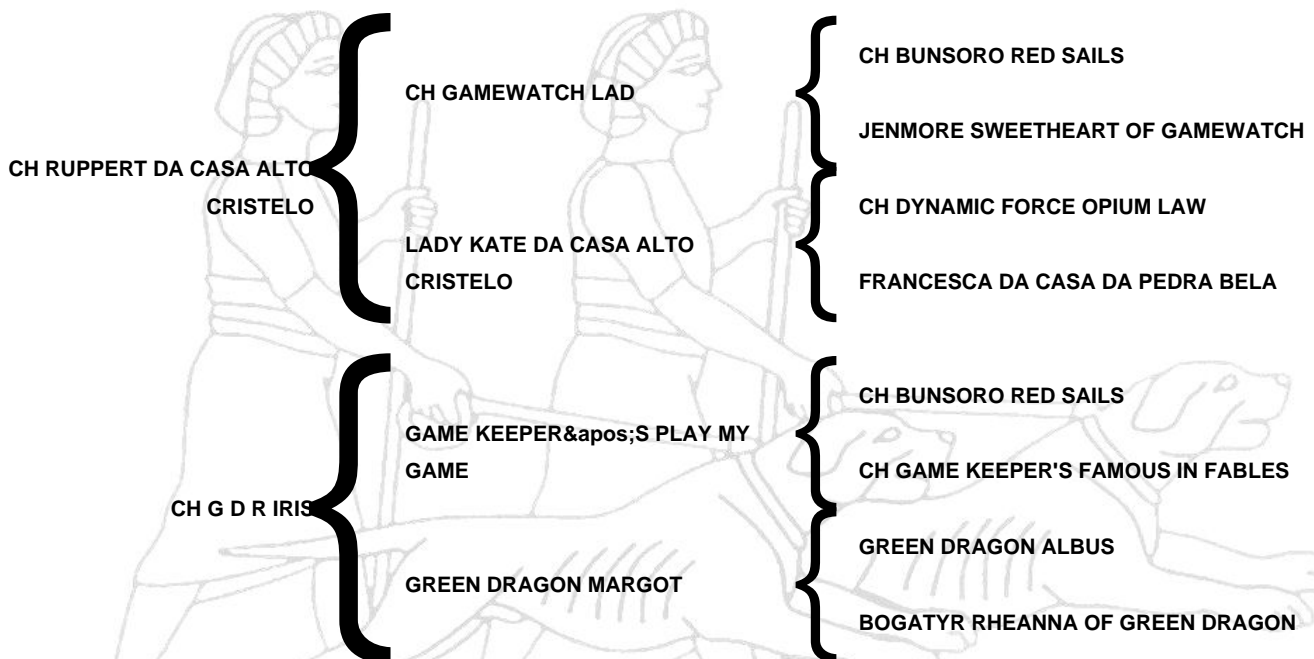 CH RUPPERT DA CASA ALTO
CRISTELO
CH GAMEWATCH LAD
LADY KATE DA CASA ALTO
CRISTELO
CH BUNSORO RED SAILS
JENMORE SWEETHEART OF GAMEWATCH
CH DYNAMIC FORCE OPIUM LAW
FRANCESCA DA CASA DA PEDRA BELA
CH G D R IRIS
GAME KEEPER&apos;S PLAY MY
GAME
GREEN DRAGON MARGOT
CH BUNSORO RED SAILS
CH GAME KEEPER'S FAMOUS IN FABLES
GREEN DRAGON ALBUS
BOGATYR RHEANNA OF GREEN DRAGON